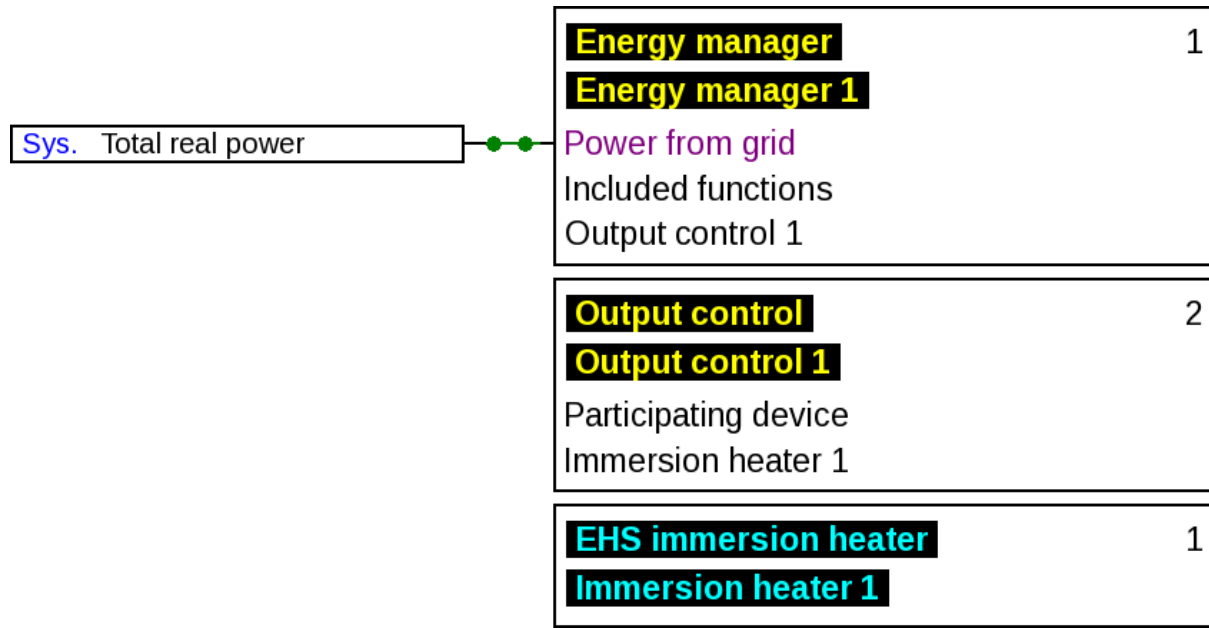 Energy manager 1
Energy manager 1
Sys. Total real power
Power from grid
Included functions
Output control 1
Output control 2
Output control 1
Participating device
Immersion heater 1
EHS immersion heater 1
Immersion heater 1